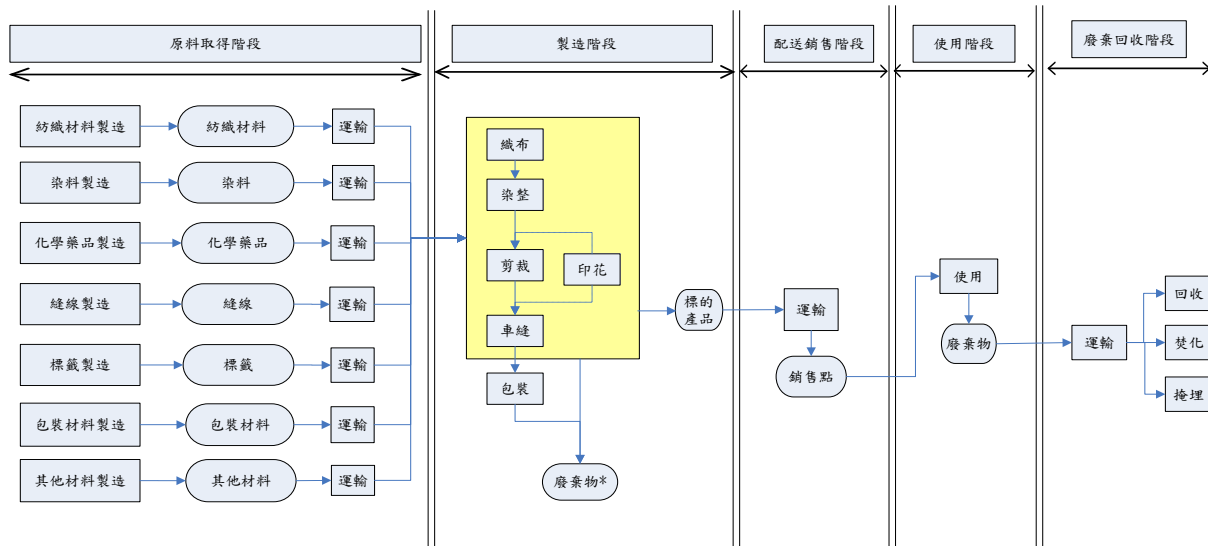 原料取得階段
製造階段
配送銷售階段
使用階段
廢棄回收階段
紡織材料製造
紡織材料
運輸
染料製造
染料
運輸
化學藥品製造
化學藥品
運輸
縫線製造
縫線
運輸
標籤製造
標籤
運輸
包裝材料製造
包裝材料
運輸
其他材料製造
其他材料
運輸
織布
染整
剪裁
印花
車縫
包裝
廢棄物*
標的
產品
運輸
銷售點
使用
廢棄物
運輸
回收
焚化
掩埋